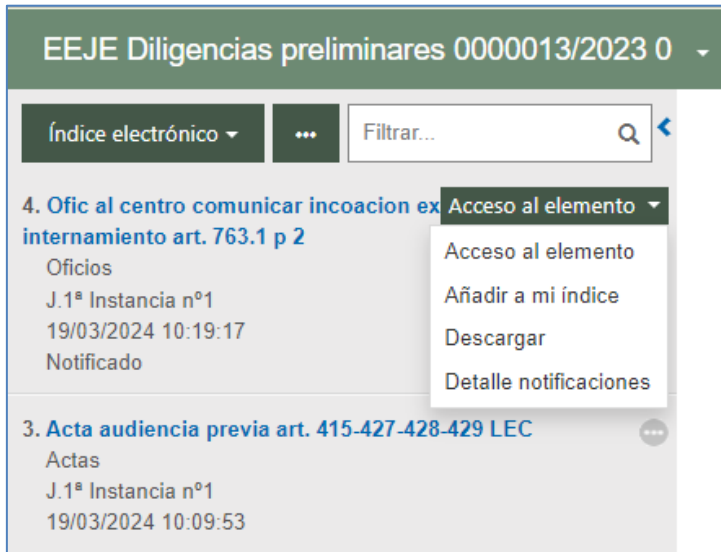 EEJE Diligencias preliminares 0000013/2023 0
Índice electrónico
Filtrar...
4. Ofic al centro comunicar incoacion ex
internamiento art. 763.1 p 2
Oficios
J.1ª Instancia nº1
19/03/2024 10:19:17
Notificado
Acceso al elemento
Acceso al elemento
Añadir a mi índice
Descargar
Detalle notificaciones
3. Acta audiencia previa art. 415-427-428-429 LEC
Actas
J.1ª Instancia nº1
19/03/2024 10:09:53